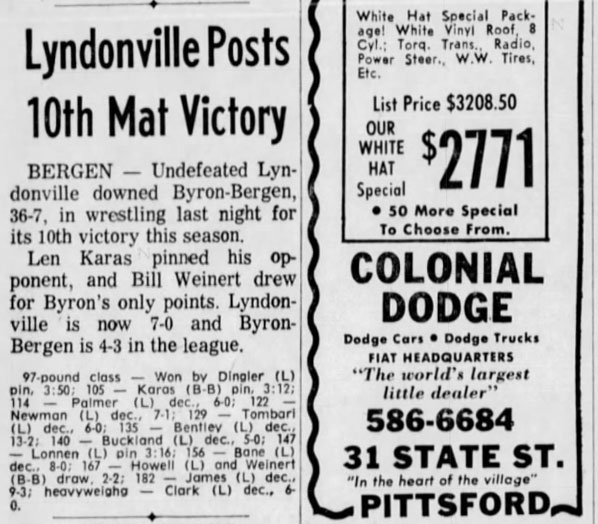 Lyndonville Posts
10th Mat Victory
BERGEN — Undefeated Lyn-
donville downed Byron-Bergen,
36-7, in wrestling last night for
its 10th victory this season.
Len Karas pinned his op-
ponent, and Bill Weinert drew
for Byron's only points. Lyndon-
ville is now 7-0 and Byron-
Bergen is 4-3 in the league.
97-pound class — Won by Dingler (L)
pin, 3:50; 105 — Karas (B-B) pin, 3:12;
114 — Palmer (L) dec., 6-0; 122 —
Newman (L) dec., 7-1; 129 — Tombari
(L) dec., 6-0; 135 — Bentley (L) dec.,
13-2; 140 — Buckland (L) dec., 5-0; 147
— Lonnen (L) pin 3:16; 156 — Bane (L)
dec., 8-0; 167 — Howell (L) and Weinert
(B-B) draw, 2-2; 182 — James (L) dec.,
9-3; heavyweighg — Clark (L) dec., 6-
0.
White Hat Special Pack-
age! White Vinyl Roof, 8
Cyl.; Torq. Trans., Radio,
Power Steer., W.W. Tires,
Etc.
List Price $3208.50
OUR
WHITE
HAT
Special
$2771
• 50 More Special
To Choose From.
COLONIAL
DODGE
Dodge Cars • Dodge Trucks
FIAT HEADQUARTERS
"The world's largest
little dealer"
586-6684
31 STATE ST.
"In the heart of the village"
PITTSFORD